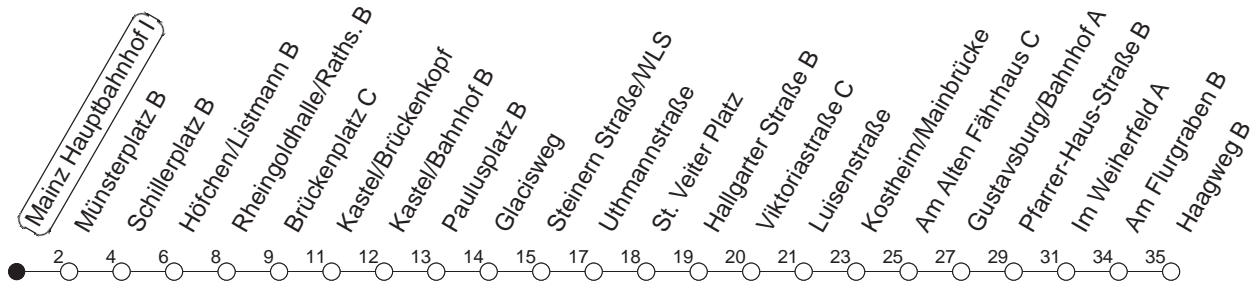 Mainz Hauptbahnhof I
Münsterplatz B
Schillerplatz B
Höfchen/Listmann B
Rheingoldhalle/Raths. B
Brückenplatz C
Kastel/Brückenkopf
Kastel/Bahnhof B
Paulusplatz B
Glacisweg
Steinern Straße/WLS
Uthmannstraße
St. Veiter Platz
Hallgarter Straße B
Viktoriastraße C
Luisenstraße
Kostheim/Mainbrücke
Am Alten Fährhaus C
Gustavsburg/Bahnhof A
Pfarrer-Haus-Straße B
Im Weiherfeld A
Am Flurgraben B
Haagweg B
2 4 6 8 9 11 12 13 14 15 17 18 19 20 21 23 25 27 29 31 34 35